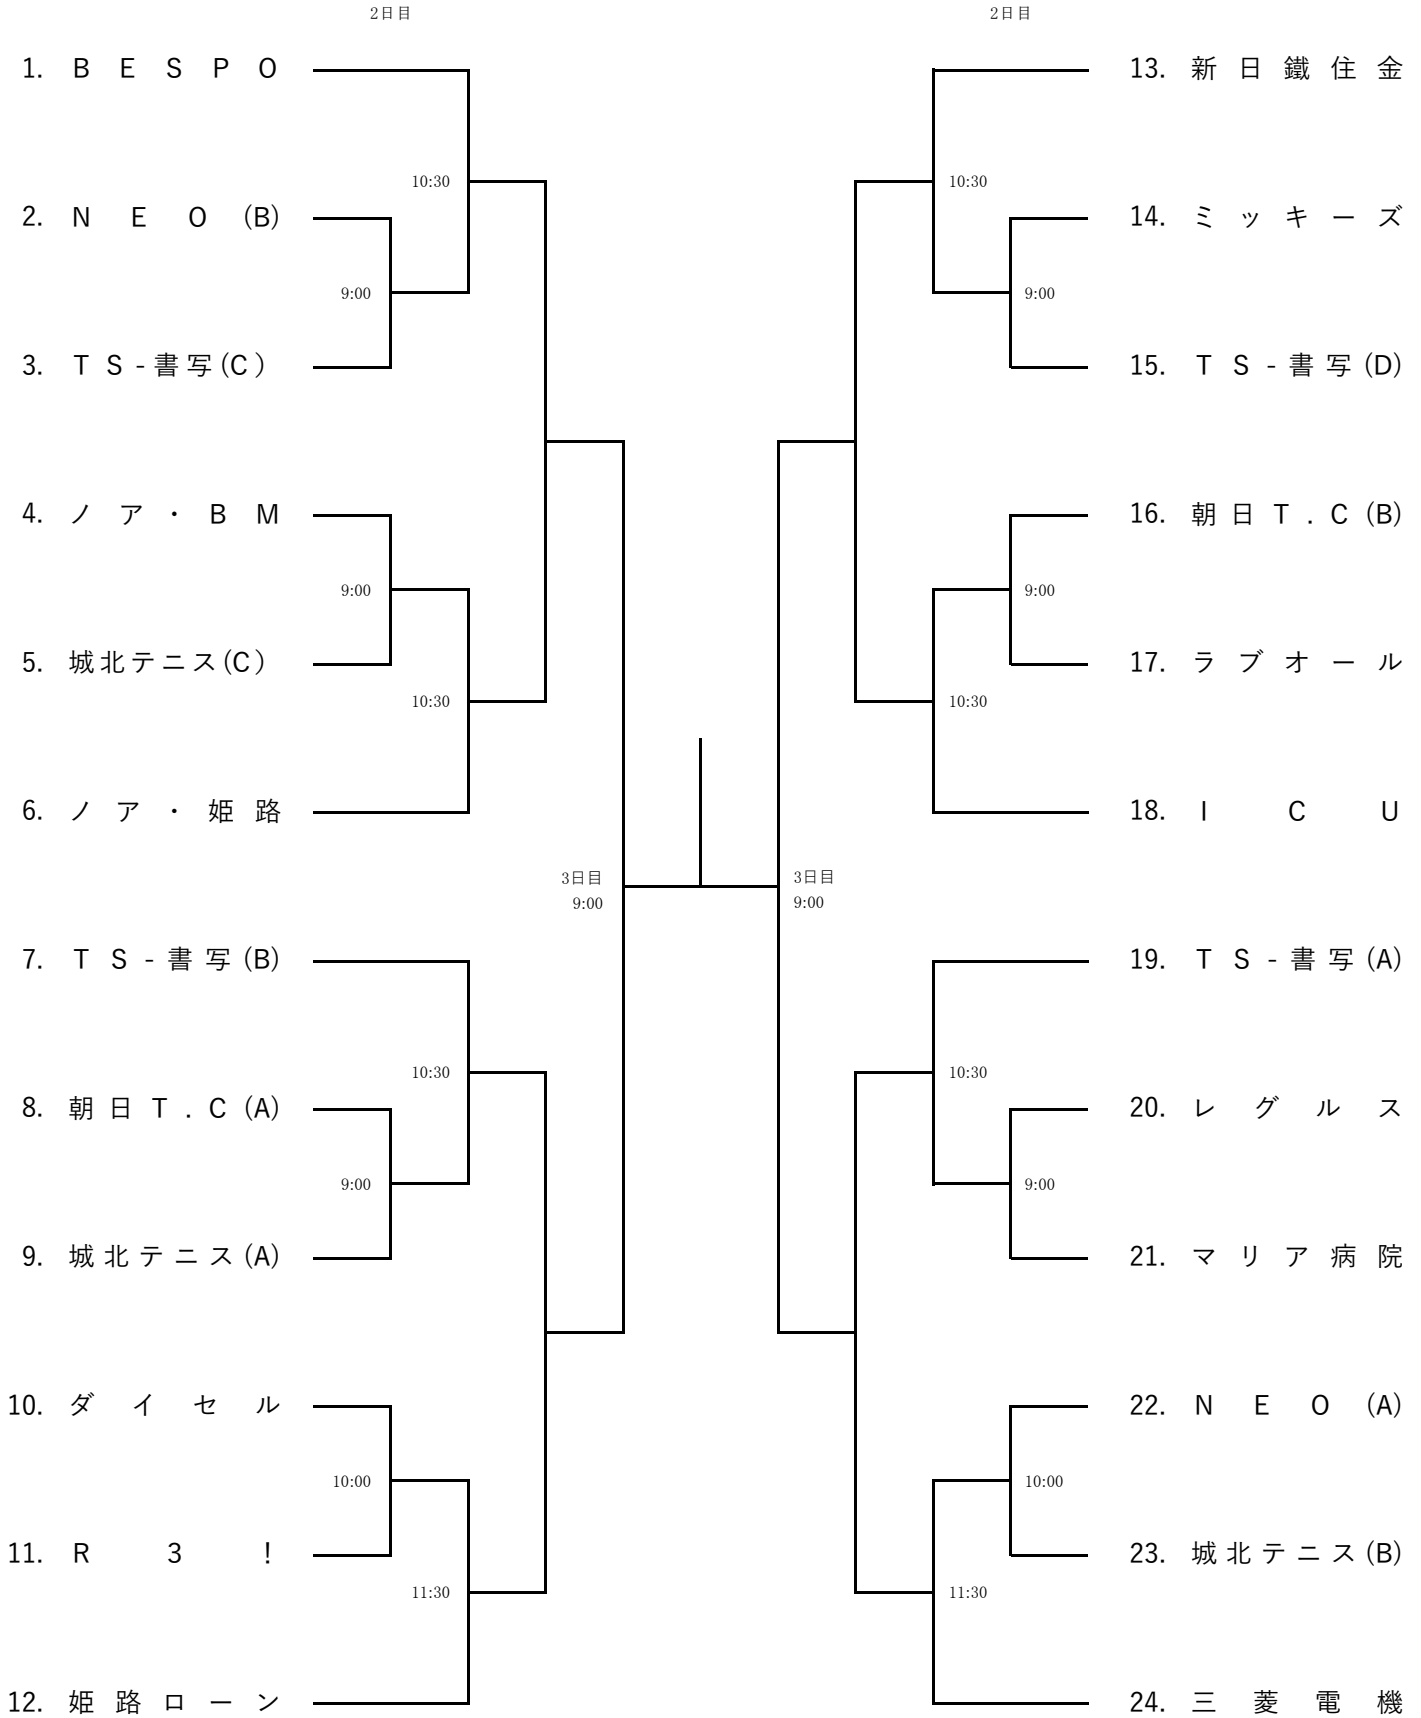 2日目 2日目
1. BESPO 13. 新日鐵住金
10:30 10:30
2. NEO(B) 14. ミッキーズ
9:00 9:00
3. TS-書写(C) 15. TS-書写(D)
4. ノア・BM 16. 朝日T.C(B)
9:00 9:00
5. 城北テニス(C) 17. ラブオール
10:30 10:30
6. ノア・姫路 18. ICU
3日目 3日目
9:00 9:00
7. TS-書写(B) 19. TS-書写(A)
10:30 10:30
8. 朝日T.C(A) 20. レグルス
9:00 9:00
9. 城北テニス(A) 21. マリア病院
10. ダイセル 22. NEO(A)
10:00 10:00
11. R3! 23. 城北テニス(B)
11:30 11:30
12. 姫路ローン 24. 三菱電機